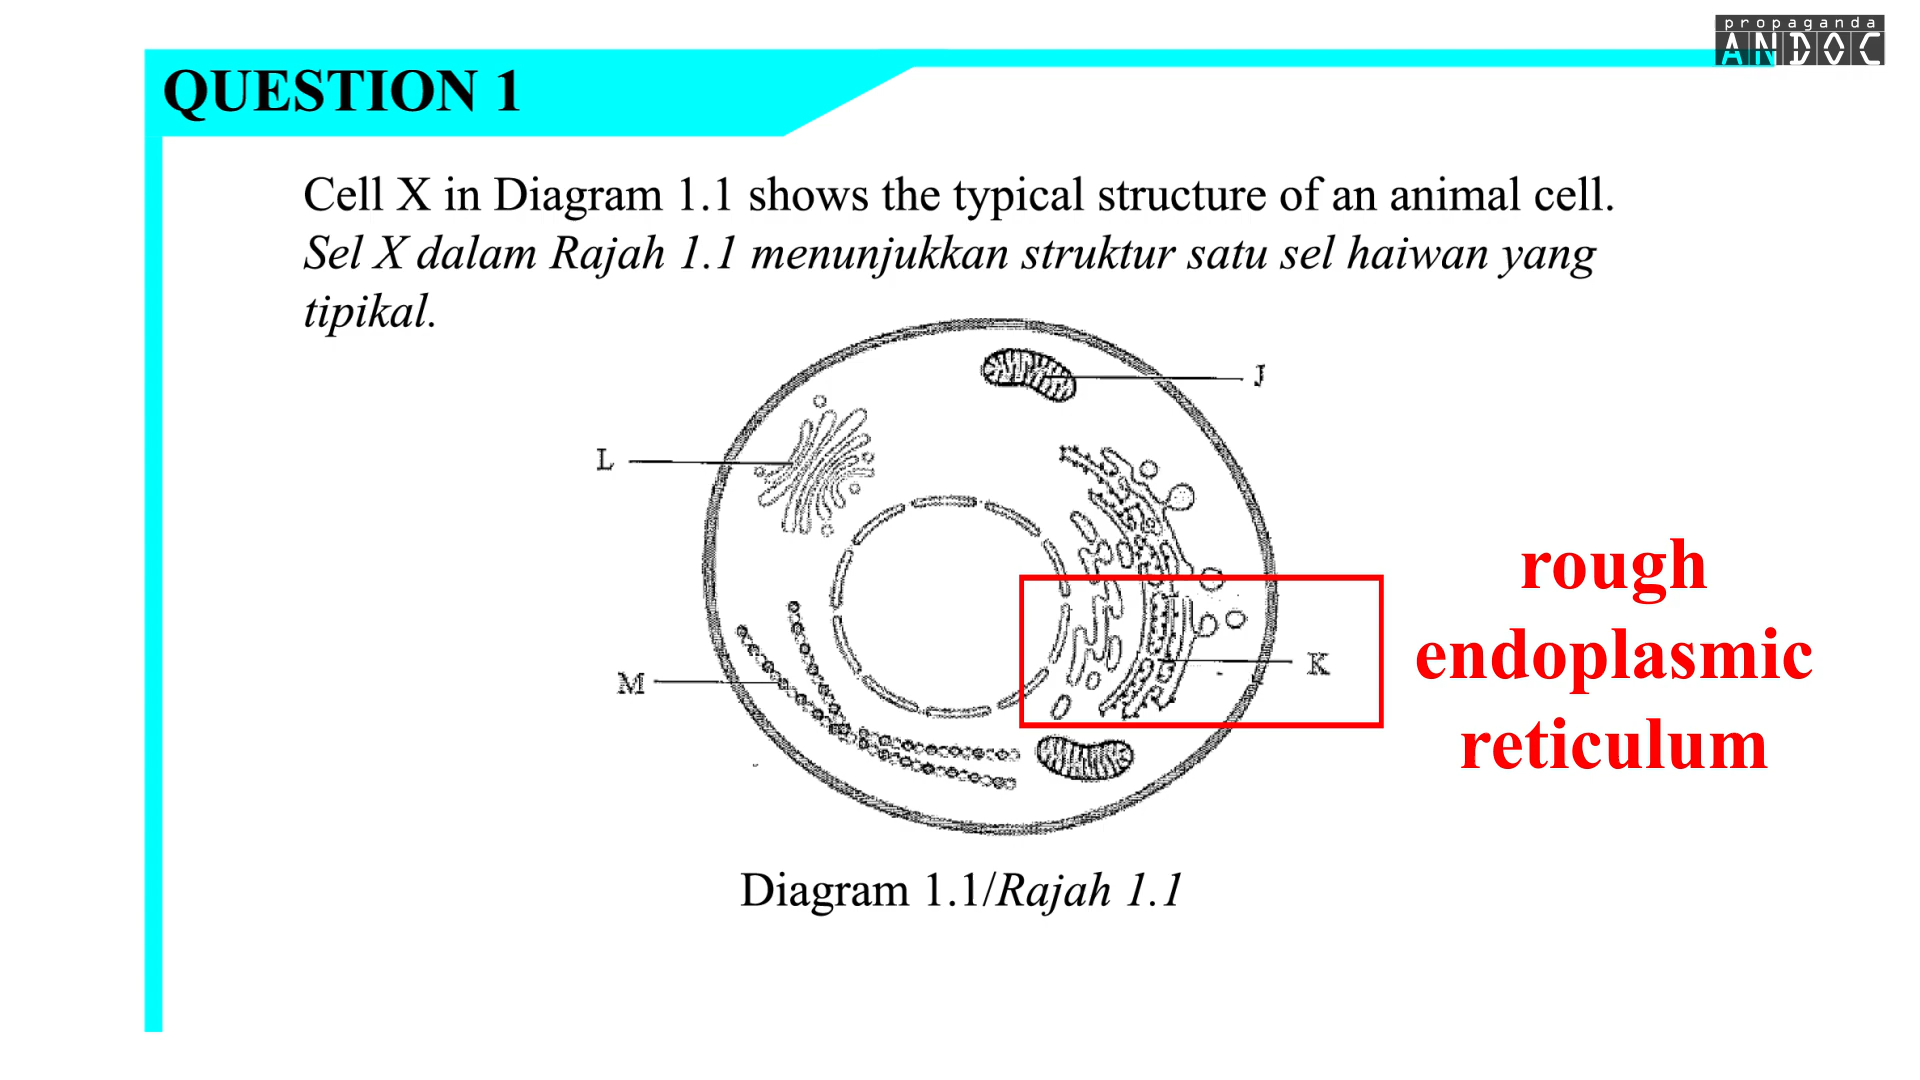 propaganda
ANDOC
QUESTION 1
Cell X in Diagram 1.1 shows the typical structure of an animal cell.
Sel X dalam Rajah 1.1 menunjukkan struktur satu sel haiwan yang
tipikal.
J
L
K
M
rough
endoplasmic
reticulum
Diagram 1.1/Rajah 1.1